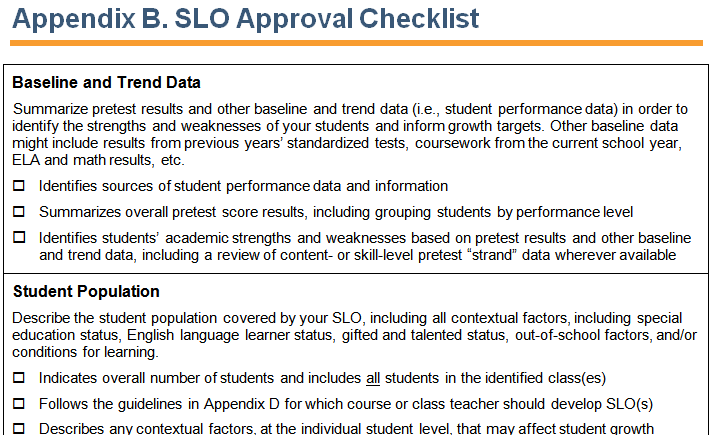 Appendix B. SLO Approval Checklist
Baseline and Trend Data
Summarize pretest results and other baseline and trend data (i.e., student performance data) in order to
identify the strengths and weaknesses of your students and inform growth targets. Other baseline data
might include results from previous years' standardized tests, coursework from the current school year,
ELA and math results, etc.
☐ Identifies sources of student performance data and information
☐ Summarizes overall pretest score results, including grouping students by performance level
☐ Identifies students' academic strengths and weaknesses based on pretest results and other baseline
and trend data, including a review of content- or skill-level pretest “strand” data wherever available
Student Population
Describe the student population covered by your SLO, including all contextual factors, including special
education status, English language learner status, gifted and talented status, out-of-school factors, and/or
conditions for learning.
☐ Indicates overall number of students and includes all students in the identified class(es)
☐ Follows the guidelines in Appendix D for which course or class teacher should develop SLO(s)
☐ Describes any contextual factors, at the individual student level, that may affect student growth